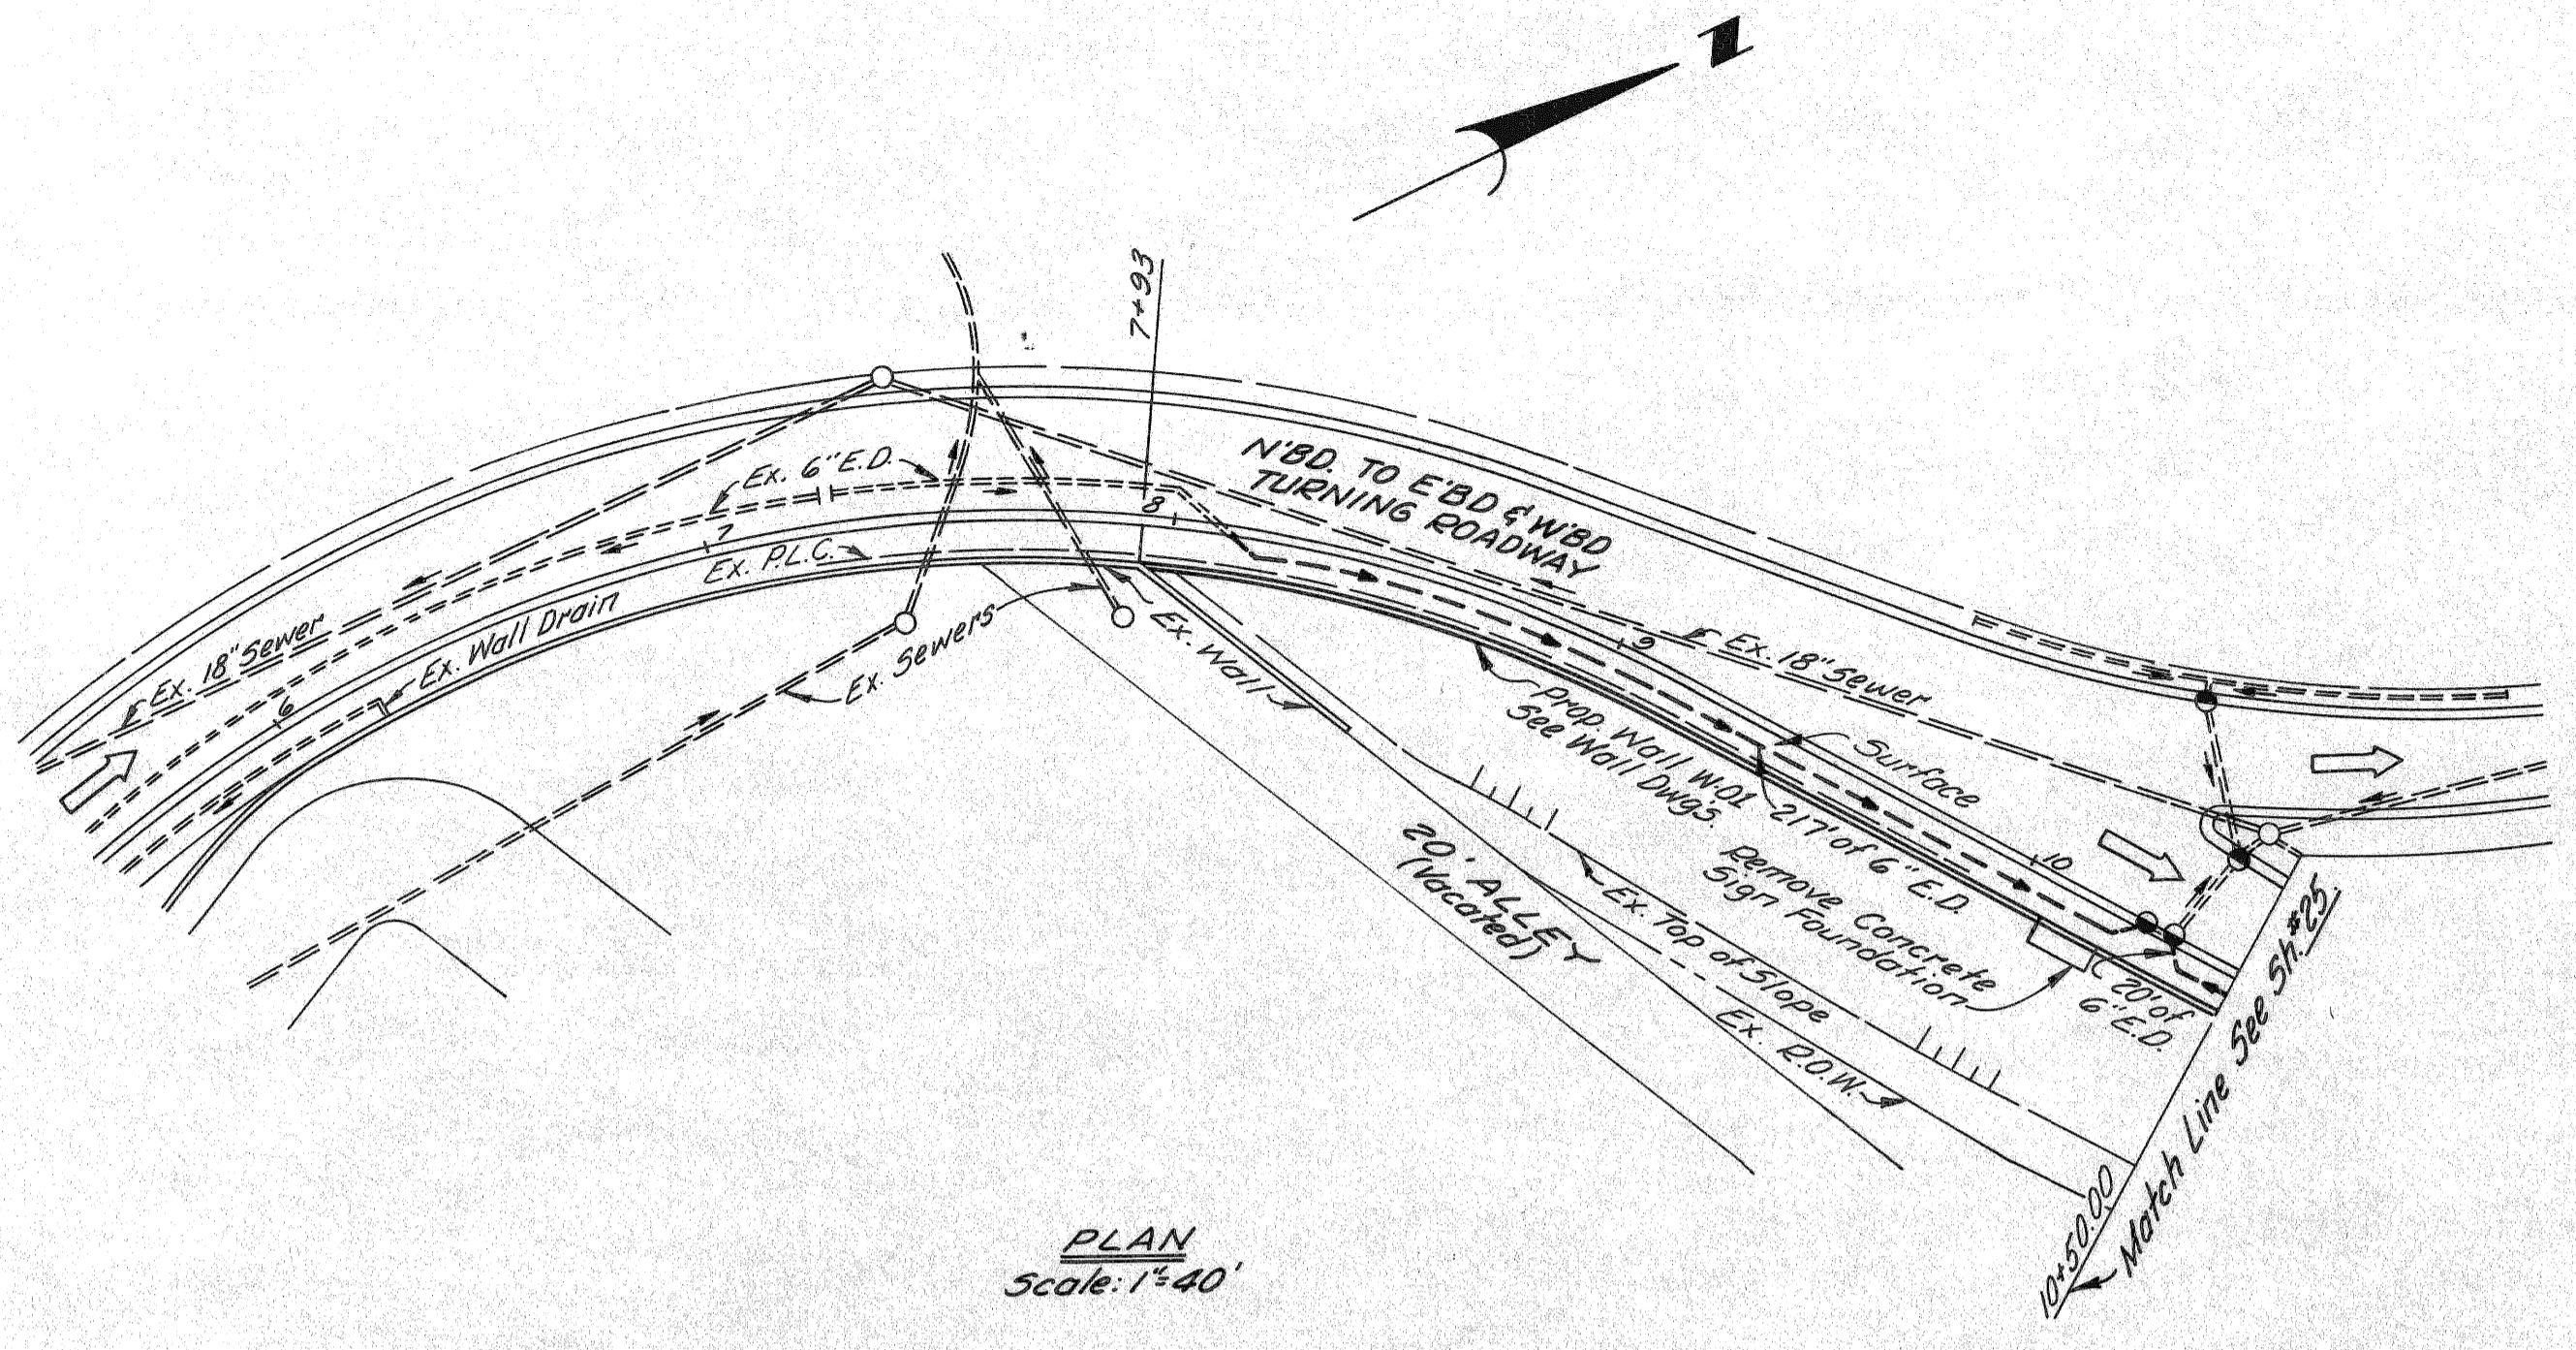 N
7+93
N'BD. TO E'BD & W'BD
TURNING ROADWAY
Ex. 6" E.D.
8
7
Ex. P.L.C.
Ex. Wall Drain
Ex. 18" Sewer
6
Ex. Sewers
Ex. Wall
9
Ex. 18" Sewer
Prop. Wall W-01
See Wall Dwg's.
Surface
217' of 6" E.D.
10
Remove Concrete
Sign Foundation
20' ALLEY
(Vacated)
Ex. Top of Slope
Ex. R.O.W.
20' of
6" E.D.
10+50.00
Match Line See Sh. #25
PLAN
Scale: 1"=40'